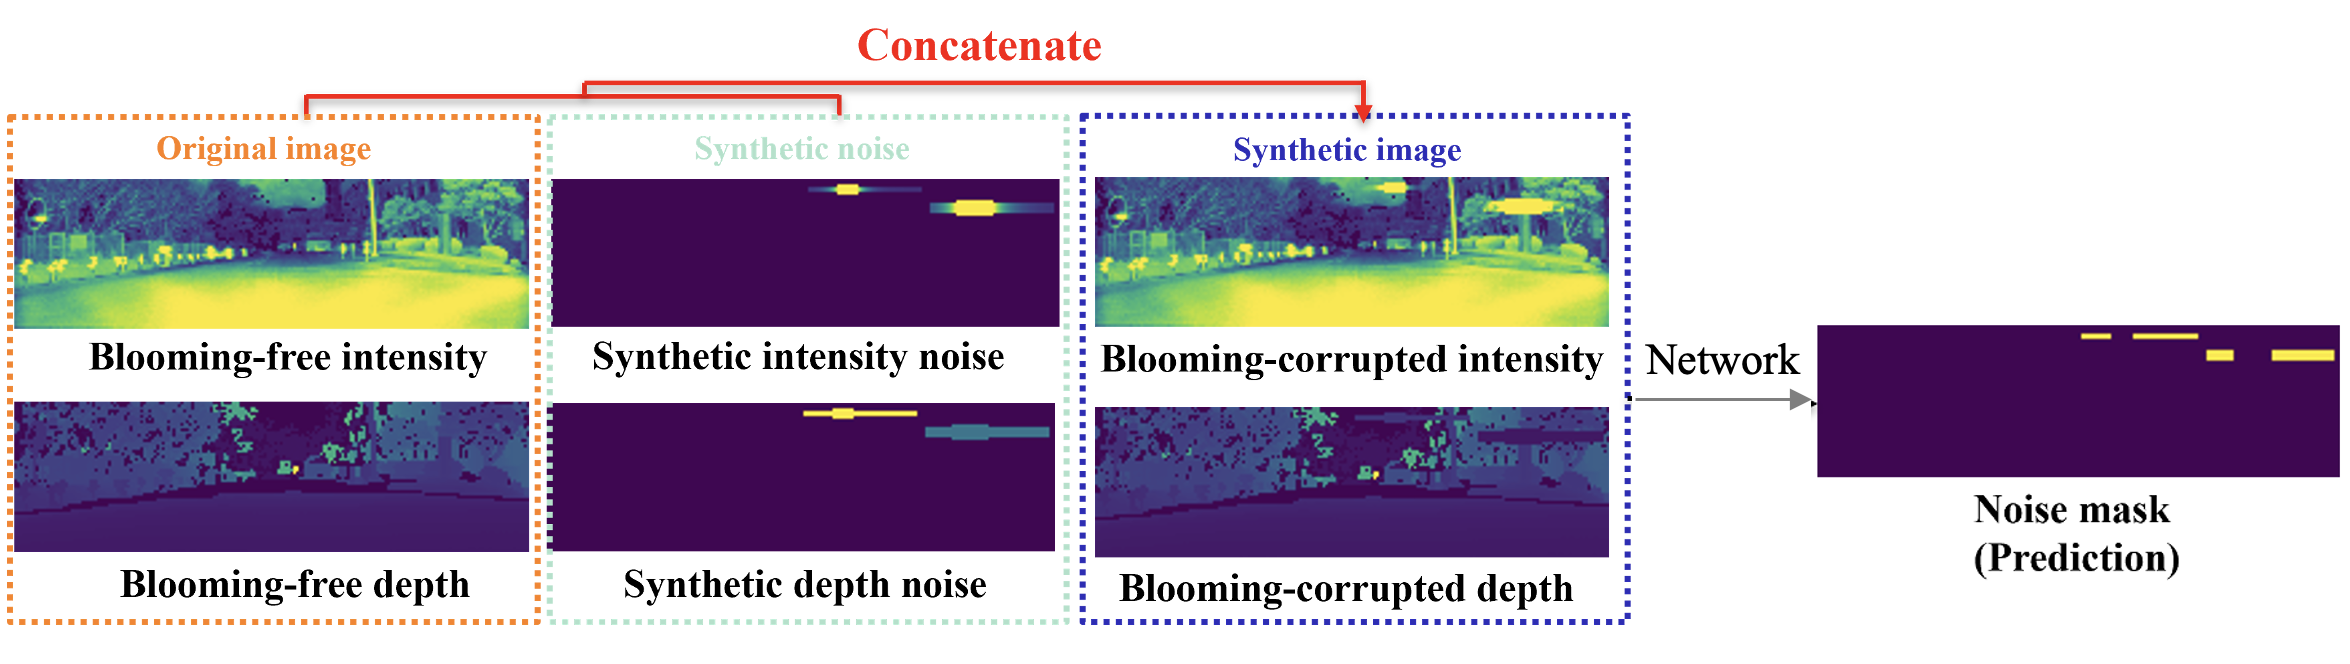 Concatenate
Original image
Synthetic noise
Synthetic image
Blooming-free intensity
Synthetic intensity noise
Blooming-corrupted intensity
Network
Blooming-free depth
Synthetic depth noise
Blooming-corrupted depth
Noise mask
(Prediction)